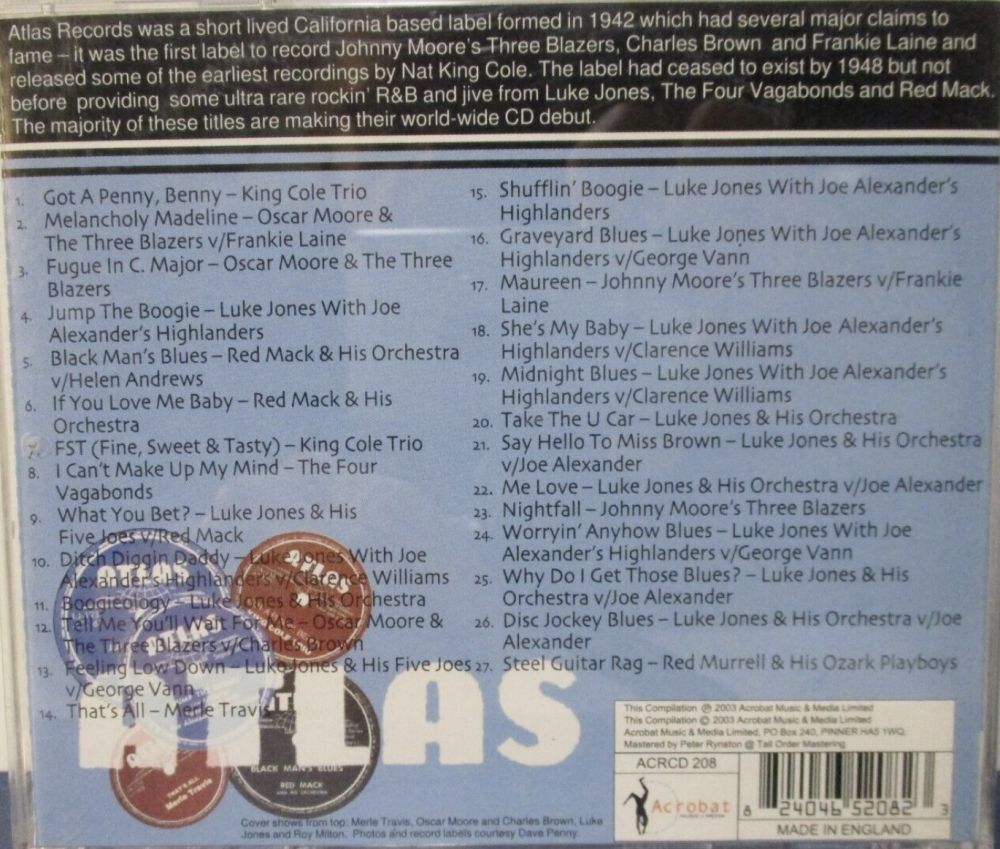 Atlas Records was a short lived California based label formed in 1942 which had several major claims to
fame – it was the first label to record Johnny Moore's Three Blazers, Charles Brown and Frankie Laine and
released some of the earliest recordings by Nat King Cole. The label had ceased to exist by 1948 but not
before providing some ultra rare rockin' R&B and jive from Luke Jones, The Four Vagabonds and Red Mack.
The majority of these titles are making their world-wide CD debut.
1. Got A Penny, Benny – King Cole Trio
2. Melancholy Madeline – Oscar Moore &
The Three Blazers v/Frankie Laine
3. Fugue In C. Major – Oscar Moore & The Three
Blazers
4. Jump The Boogie – Luke Jones With Joe
Alexander's Highlanders
5. Black Man's Blues – Red Mack & His Orchestra
v/Helen Andrews
6. If You Love Me Baby – Red Mack & His
Orchestra
7. FST (Fine, Sweet & Tasty) – King Cole Trio
8. I Can't Make Up My Mind – The Four
Vagabonds
9. What You Bet? – Luke Jones & His
Five Joes v/Red Mack
10. Ditch Diggin Daddy – Luke Jones With Joe
Alexander's Highlanders v/Clarence Williams
11. Boogieology – Luke Jones & His Orchestra
12. Tell Me You'll Wait For Me – Oscar Moore &
The Three Blazers v/Charles Brown
13. Feeling Low Down – Luke Jones & His Five Joes
v/George Vann
14. That's All – Merle Travis
15. Shufflin' Boogie – Luke Jones With Joe Alexander's
Highlanders
16. Graveyard Blues – Luke Jones With Joe Alexander's
Highlanders v/George Vann
17. Maureen – Johnny Moore's Three Blazers v/Frankie
Laine
18. She's My Baby – Luke Jones With Joe Alexander's
Highlanders v/Clarence Williams
19. Midnight Blues – Luke Jones With Joe Alexander's
Highlanders v/Clarence Williams
20. Take The U Car – Luke Jones & His Orchestra
21. Say Hello To Miss Brown – Luke Jones & His Orchestra
v/Joe Alexander
22. Me Love – Luke Jones & His Orchestra v/Joe Alexander
23. Nightfall – Johnny Moore's Three Blazers
24. Worryin' Anyhow Blues – Luke Jones With Joe
Alexander's Highlanders v/George Vann
25. Why Do I Get Those Blues? – Luke Jones & His
Orchestra v/Joe Alexander
26. Disc Jockey Blues – Luke Jones & His Orchestra v/Joe
Alexander
27. Steel Guitar Rag – Red Murrell & His Ozark Playboys
ATLAS
ATLAS
ATLAS
ATLAS
BLACK MAN'S BLUES
RED MACK
THAT'S ALL
Merle Travis
Cover shows from top: Merle Travis, Oscar Moore and Charles Brown, Luke
Jones and Roy Milton. Photos and record labels courtesy Dave Penny.
This Compilation ℗ 2003 Acrobat Music & Media Limited
This Compilation © 2003 Acrobat Music & Media Limited
Acrobat Music & Media Limited, PO Box 240, PINNER HA5 1WQ.
Mastered by Peter Rynston @ Tall Order Mastering
ACRCD 208
Acrobat
8 24046 52082 3
MADE IN ENGLAND